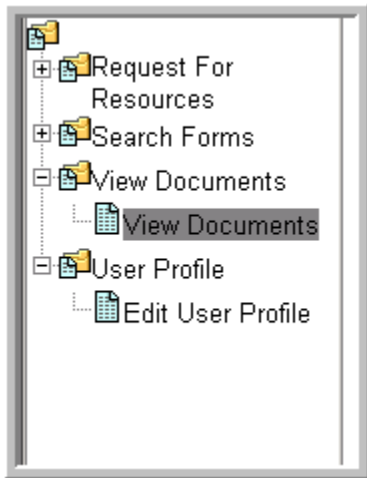 Request For
Resources
Search Forms
View Documents
View Documents
User Profile
Edit User Profile